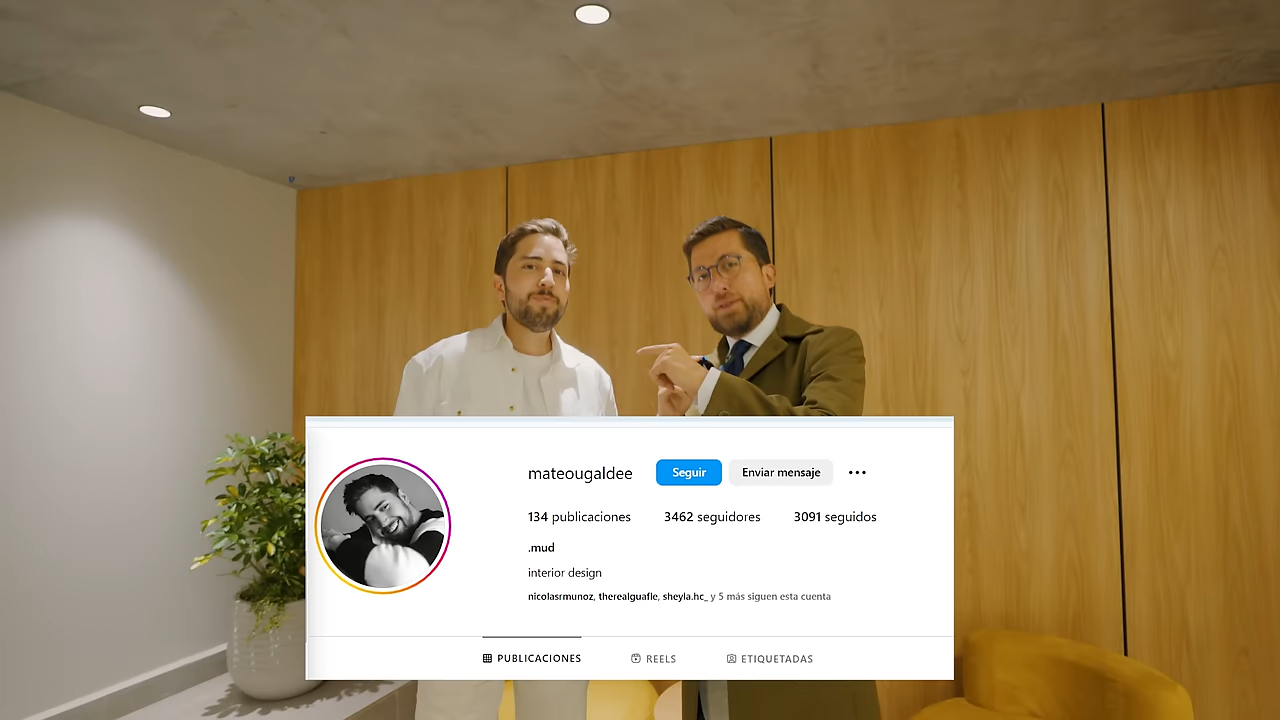 mateougaldee Seguir Enviar mensaje
134 publicaciones 3462 seguidores 3091 seguidos
.mud
interior design
nicolasrmunoz, therealguafle, sheyla.hc_ y 5 más siguen esta cuenta
PUBLICACIONES REELS ETIQUETADAS